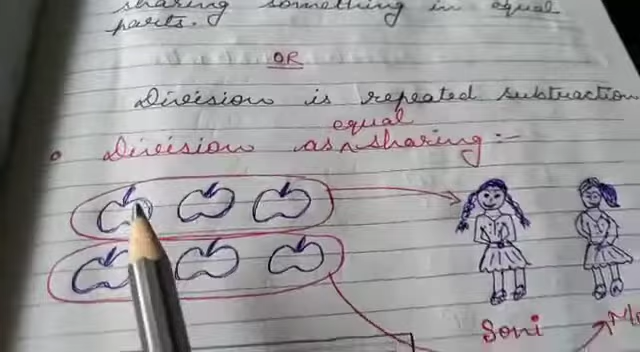 sharing something in equal
parts.
OR
Division is repeated subtraction
equal
Division as sharing :-
Soni